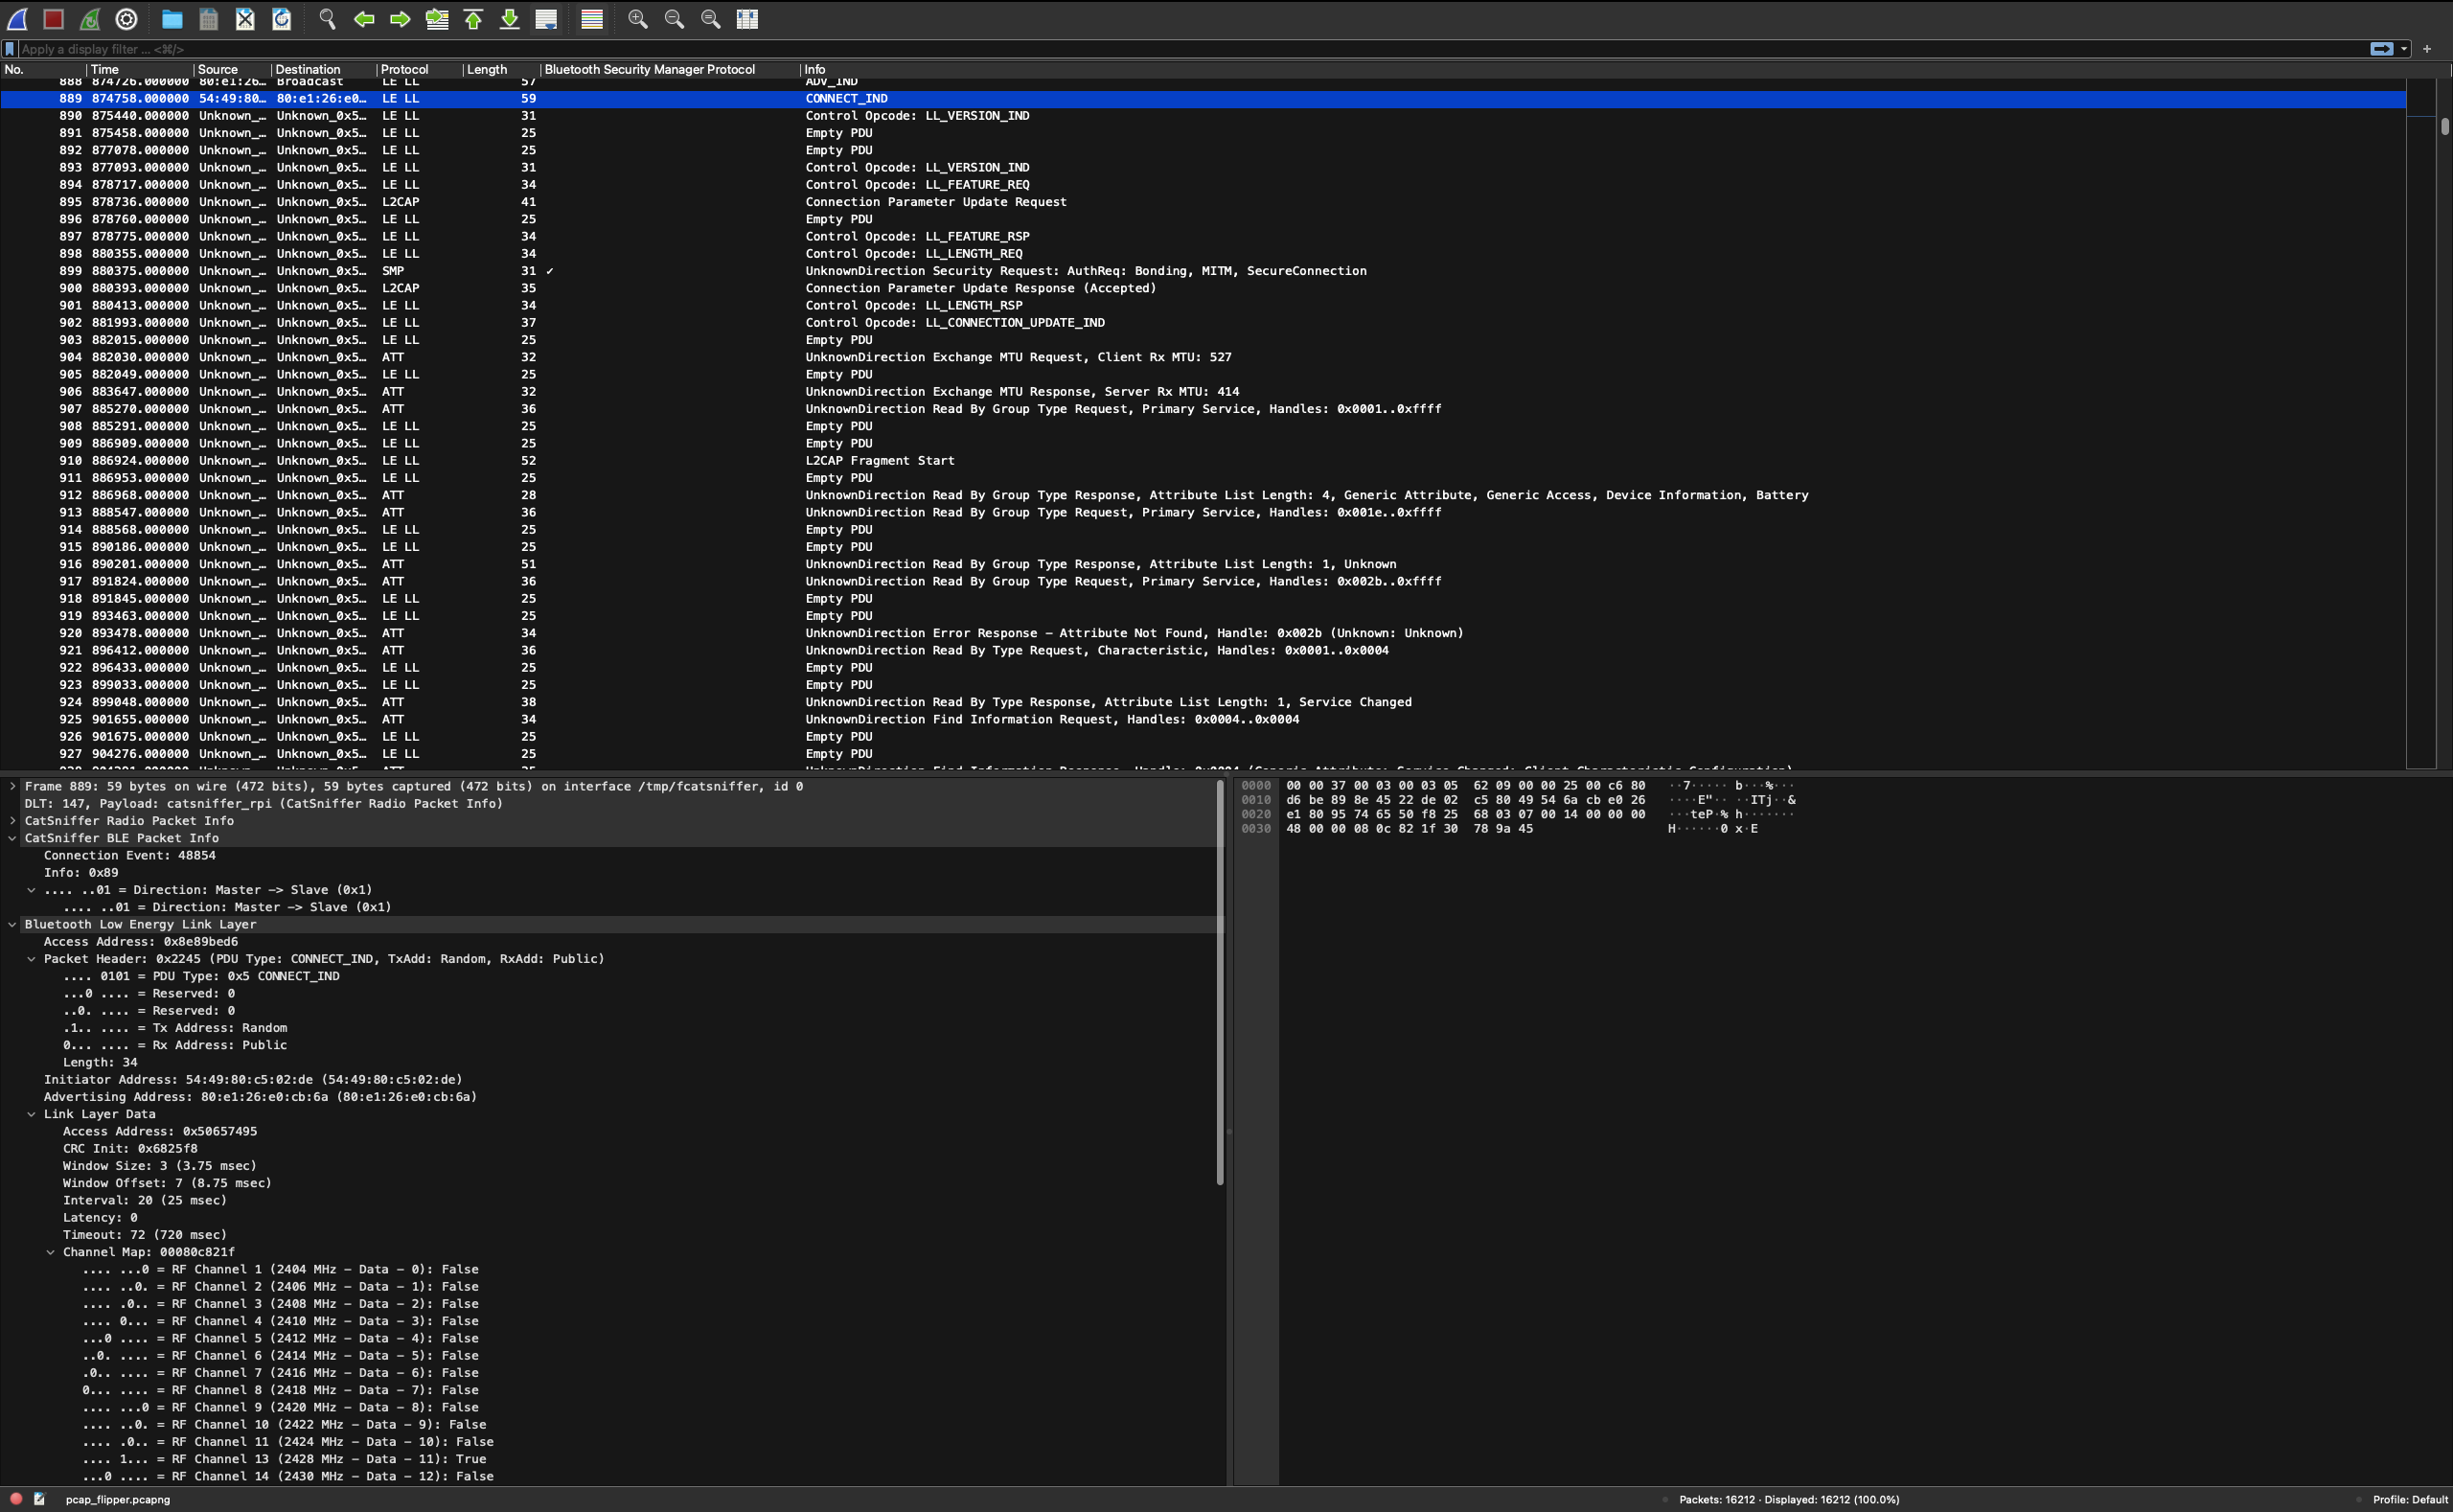 Apply a display filter ... <⌘/>
No. Time Source Destination Protocol Length Bluetooth Security Manager Protocol Info
888 874726.000000 80:e1:26… Broadcast LE LL 57 ADV_IND
889 874758.000000 54:49:80… 80:e1:26:e0… LE LL 59 CONNECT_IND
890 875440.000000 Unknown_… Unknown_0x5… LE LL 31 Control Opcode: LL_VERSION_IND
891 875458.000000 Unknown_… Unknown_0x5… LE LL 25 Empty PDU
892 877078.000000 Unknown_… Unknown_0x5… LE LL 25 Empty PDU
893 877093.000000 Unknown_… Unknown_0x5… LE LL 31 Control Opcode: LL_VERSION_IND
894 878717.000000 Unknown_… Unknown_0x5… LE LL 34 Control Opcode: LL_FEATURE_REQ
895 878736.000000 Unknown_… Unknown_0x5… L2CAP 41 Connection Parameter Update Request
896 878760.000000 Unknown_… Unknown_0x5… LE LL 25 Empty PDU
897 878775.000000 Unknown_… Unknown_0x5… LE LL 34 Control Opcode: LL_FEATURE_RSP
898 880355.000000 Unknown_… Unknown_0x5… LE LL 34 Control Opcode: LL_LENGTH_REQ
899 880375.000000 Unknown_… Unknown_0x5… SMP 31 ✓ UnknownDirection Security Request: AuthReq: Bonding, MITM, SecureConnection
900 880393.000000 Unknown_… Unknown_0x5… L2CAP 35 Connection Parameter Update Response (Accepted)
901 880413.000000 Unknown_… Unknown_0x5… LE LL 34 Control Opcode: LL_LENGTH_RSP
902 881993.000000 Unknown_… Unknown_0x5… LE LL 37 Control Opcode: LL_CONNECTION_UPDATE_IND
903 882015.000000 Unknown_… Unknown_0x5… LE LL 25 Empty PDU
904 882030.000000 Unknown_… Unknown_0x5… ATT 32 UnknownDirection Exchange MTU Request, Client Rx MTU: 527
905 882049.000000 Unknown_… Unknown_0x5… LE LL 25 Empty PDU
906 883647.000000 Unknown_… Unknown_0x5… ATT 32 UnknownDirection Exchange MTU Response, Server Rx MTU: 414
907 885270.000000 Unknown_… Unknown_0x5… ATT 36 UnknownDirection Read By Group Type Request, Primary Service, Handles: 0x0001..0xffff
908 885291.000000 Unknown_… Unknown_0x5… LE LL 25 Empty PDU
909 886909.000000 Unknown_… Unknown_0x5… LE LL 25 Empty PDU
910 886924.000000 Unknown_… Unknown_0x5… LE LL 52 L2CAP Fragment Start
911 886953.000000 Unknown_… Unknown_0x5… LE LL 25 Empty PDU
912 886968.000000 Unknown_… Unknown_0x5… ATT 28 UnknownDirection Read By Group Type Response, Attribute List Length: 4, Generic Attribute, Generic Access, Device Information, Battery
913 888547.000000 Unknown_… Unknown_0x5… ATT 36 UnknownDirection Read By Group Type Request, Primary Service, Handles: 0x001e..0xffff
914 888568.000000 Unknown_… Unknown_0x5… LE LL 25 Empty PDU
915 890186.000000 Unknown_… Unknown_0x5… LE LL 25 Empty PDU
916 890201.000000 Unknown_… Unknown_0x5… ATT 51 UnknownDirection Read By Group Type Response, Attribute List Length: 1, Unknown
917 891824.000000 Unknown_… Unknown_0x5… ATT 36 UnknownDirection Read By Group Type Request, Primary Service, Handles: 0x002b..0xffff
918 891845.000000 Unknown_… Unknown_0x5… LE LL 25 Empty PDU
919 893463.000000 Unknown_… Unknown_0x5… LE LL 25 Empty PDU
920 893478.000000 Unknown_… Unknown_0x5… ATT 34 UnknownDirection Error Response – Attribute Not Found, Handle: 0x002b (Unknown: Unknown)
921 896412.000000 Unknown_… Unknown_0x5… ATT 36 UnknownDirection Read By Type Request, Characteristic, Handles: 0x0001..0x0004
922 896433.000000 Unknown_… Unknown_0x5… LE LL 25 Empty PDU
923 899033.000000 Unknown_… Unknown_0x5… LE LL 25 Empty PDU
924 899048.000000 Unknown_… Unknown_0x5… ATT 38 UnknownDirection Read By Type Response, Attribute List Length: 1, Service Changed
925 901655.000000 Unknown_… Unknown_0x5… ATT 34 UnknownDirection Find Information Request, Handles: 0x0004..0x0004
926 901675.000000 Unknown_… Unknown_0x5… LE LL 25 Empty PDU
927 904276.000000 Unknown_… Unknown_0x5… LE LL 25 Empty PDU
Frame 889: 59 bytes on wire (472 bits), 59 bytes captured (472 bits) on interface /tmp/fcatsniffer, id 0
DLT: 147, Payload: catsniffer_rpi (CatSniffer Radio Packet Info)
CatSniffer Radio Packet Info
CatSniffer BLE Packet Info
Connection Event: 48854
Info: 0x89
.... ..01 = Direction: Master –> Slave (0x1)
.... ..01 = Direction: Master –> Slave (0x1)
Bluetooth Low Energy Link Layer
Access Address: 0x8e89bed6
Packet Header: 0x2245 (PDU Type: CONNECT_IND, TxAdd: Random, RxAdd: Public)
.... 0101 = PDU Type: 0x5 CONNECT_IND
...0 .... = Reserved: 0
..0. .... = Reserved: 0
.1.. .... = Tx Address: Random
0... .... = Rx Address: Public
Length: 34
Initiator Address: 54:49:80:c5:02:de (54:49:80:c5:02:de)
Advertising Address: 80:e1:26:e0:cb:6a (80:e1:26:e0:cb:6a)
Link Layer Data
Access Address: 0x50657495
CRC Init: 0x6825f8
Window Size: 3 (3.75 msec)
Window Offset: 7 (8.75 msec)
Interval: 20 (25 msec)
Latency: 0
Timeout: 72 (720 msec)
Channel Map: 00080c821f
.... ...0 = RF Channel 1 (2404 MHz – Data – 0): False
.... ..0. = RF Channel 2 (2406 MHz – Data – 1): False
.... .0.. = RF Channel 3 (2408 MHz – Data – 2): False
.... 0... = RF Channel 4 (2410 MHz – Data – 3): False
...0 .... = RF Channel 5 (2412 MHz – Data – 4): False
..0. .... = RF Channel 6 (2414 MHz – Data – 5): False
.0.. .... = RF Channel 7 (2416 MHz – Data – 6): False
0... .... = RF Channel 8 (2418 MHz – Data – 7): False
.... ...0 = RF Channel 9 (2420 MHz – Data – 8): False
.... ..0. = RF Channel 10 (2422 MHz – Data – 9): False
.... .0.. = RF Channel 11 (2424 MHz – Data – 10): False
.... 1... = RF Channel 13 (2428 MHz – Data – 11): True
...0 .... = RF Channel 14 (2430 MHz – Data – 12): False
0000 00 00 37 00 03 00 03 05 62 09 00 00 25 00 c6 80 ··7····· b···%···
0010 d6 be 89 8e 45 22 de 02 c5 80 49 54 6a cb e0 26 ····E"·· ··ITj··&
0020 e1 80 95 74 65 50 f8 25 68 03 07 00 14 00 00 00 ···teP·% h·······
0030 48 00 00 08 0c 82 1f 30 78 9a 45 H······0 x·E
pcap_flipper.pcapng
Packets: 16212 · Displayed: 16212 (100.0%)
Profile: Default